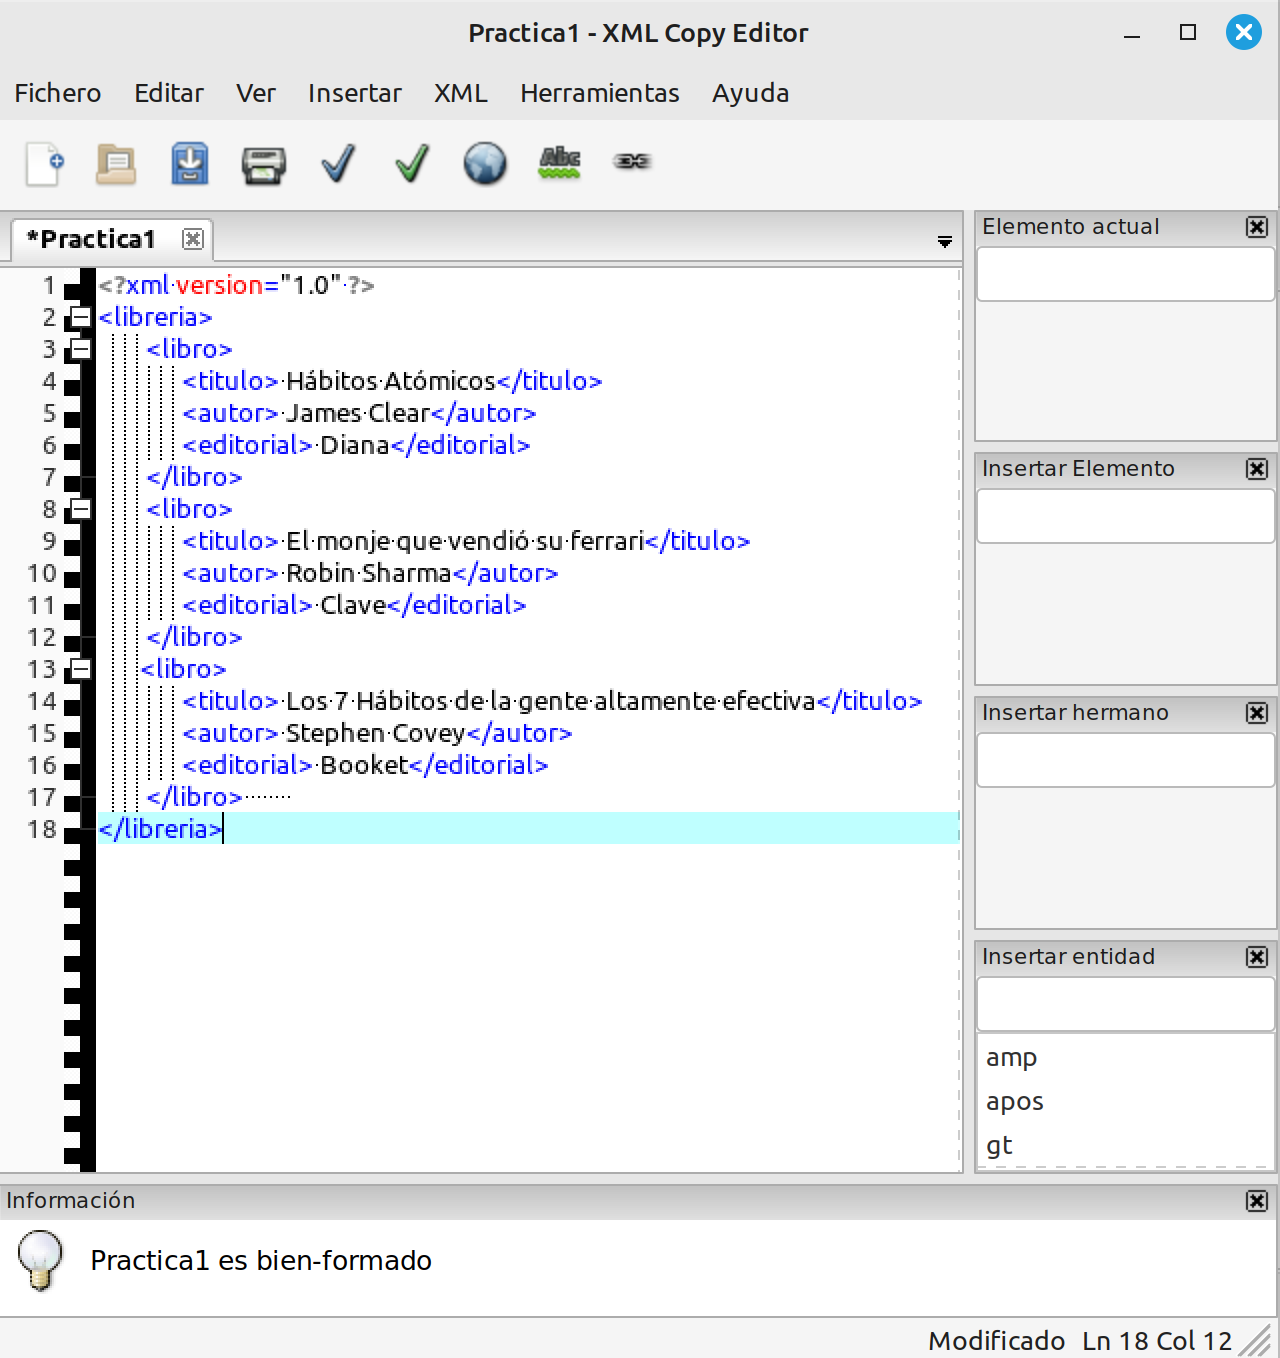 Practica1 - XML Copy Editor
Fichero Editar Ver Insertar XML Herramientas Ayuda
Abc
*Practica1
1 <?xml version="1.0" ?>
2 <libreria>
3 <libro>
4 <titulo> Hábitos Atómicos</titulo>
5 <autor> James Clear</autor>
6 <editorial> Diana</editorial>
7 </libro>
8 <libro>
9 <titulo> El monje que vendió su ferrari</titulo>
10 <autor> Robin Sharma</autor>
11 <editorial> Clave</editorial>
12 </libro>
13 <libro>
14 <titulo> Los 7 Hábitos de la gente altamente efectiva</titulo>
15 <autor> Stephen Covey</autor>
16 <editorial> Booket</editorial>
17 </libro>
18 </libreria>
Elemento actual
Insertar Elemento
Insertar hermano
Insertar entidad
amp
apos
gt
Información
Practica1 es bien-formado
Modificado Ln 18 Col 12